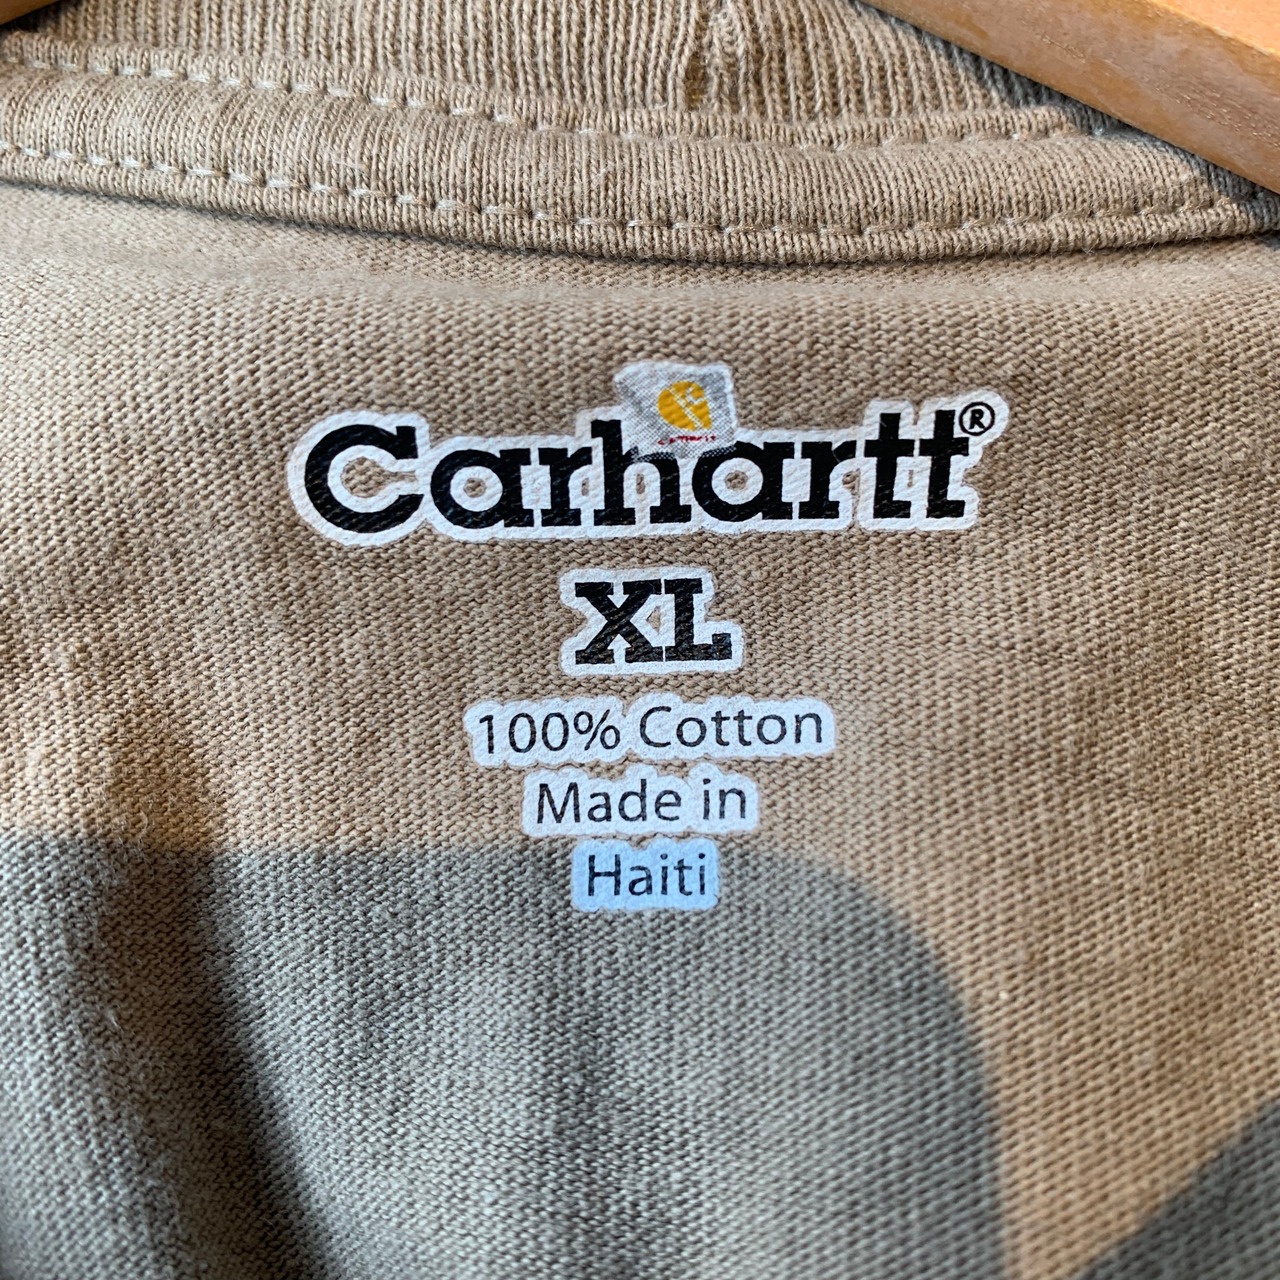 Carhartt®
XL
100% Cotton
Made in
Haiti